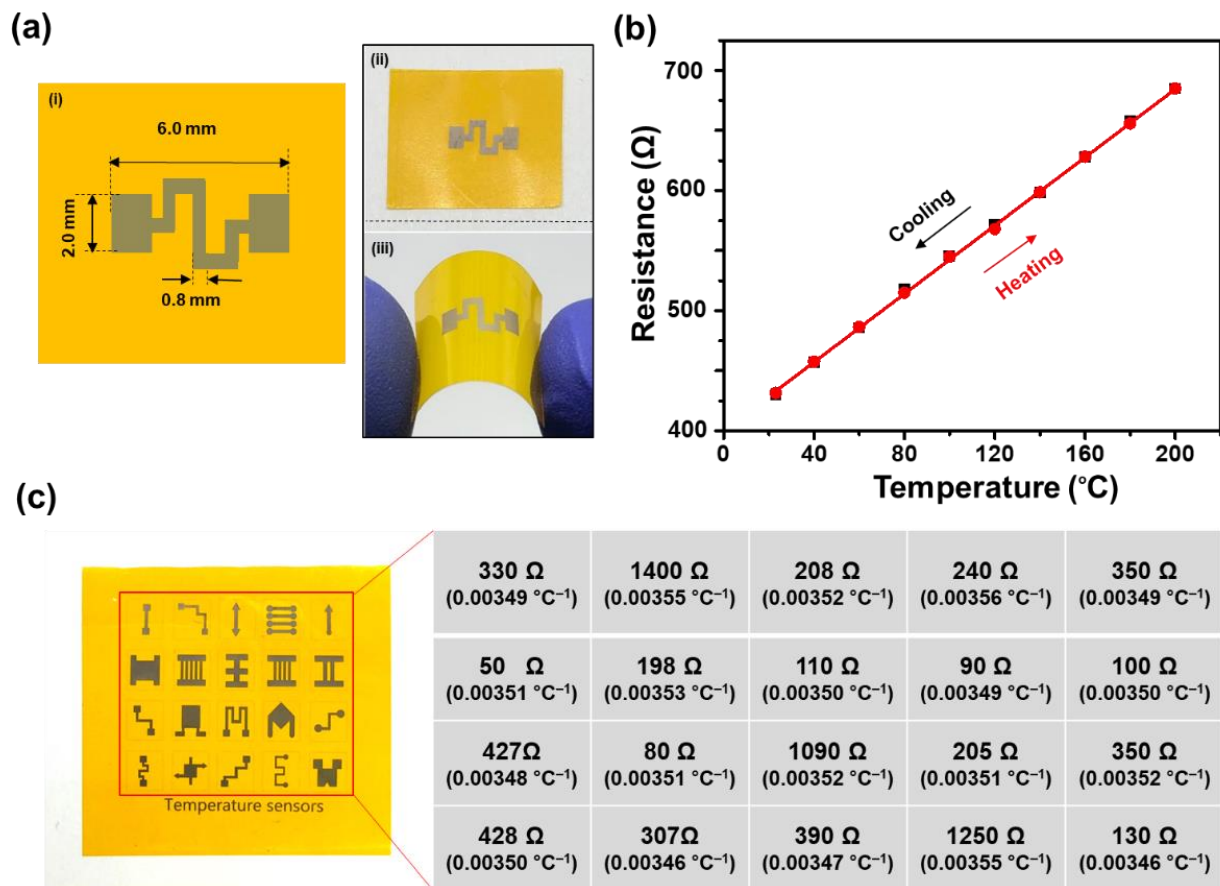 (a)
(i)
6.0 mm
2.0 mm
0.8 mm
(ii)
(iii)
(b)
Resistance (Ω)
700
600
500
400
Cooling
Heating
0 40 80 120 160 200
Temperature (°C)
(c)
Temperature sensors
330 Ω 1400 Ω 208 Ω 240 Ω 350 Ω
(0.00349 °C⁻¹) (0.00355 °C⁻¹) (0.00352 °C⁻¹) (0.00356 °C⁻¹) (0.00349 °C⁻¹)
50 Ω 198 Ω 110 Ω 90 Ω 100 Ω
(0.00351 °C⁻¹) (0.00353 °C⁻¹) (0.00350 °C⁻¹) (0.00349 °C⁻¹) (0.00350 °C⁻¹)
427Ω 80 Ω 1090 Ω 205 Ω 350 Ω
(0.00348 °C⁻¹) (0.00351 °C⁻¹) (0.00352 °C⁻¹) (0.00351 °C⁻¹) (0.00352 °C⁻¹)
428 Ω 307Ω 390 Ω 1250 Ω 130 Ω
(0.00350 °C⁻¹) (0.00346 °C⁻¹) (0.00347 °C⁻¹) (0.00355 °C⁻¹) (0.00346 °C⁻¹)